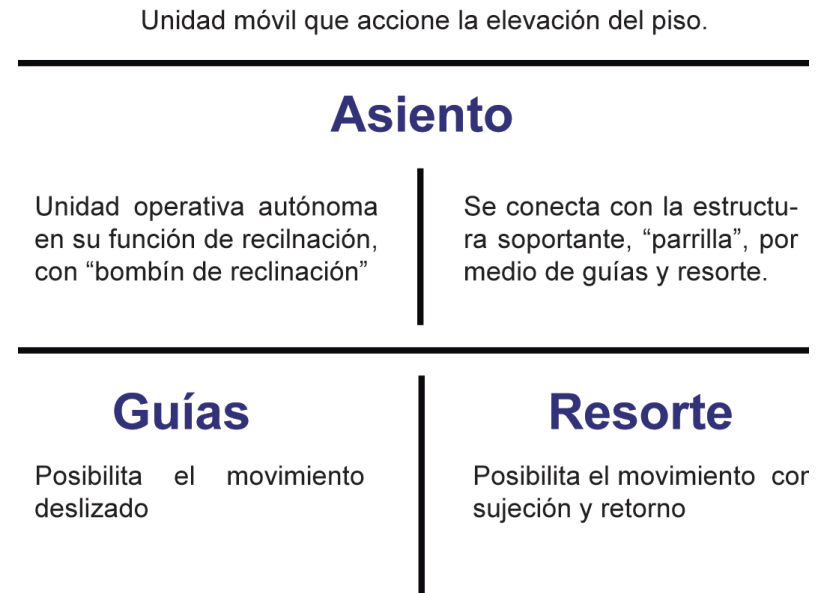 Unidad móvil que accione la elevación del piso.
Asiento
Unidad operativa autónoma
en su función de recilnación,
con “bombín de reclinación”
Se conecta con la estructu-
ra soportante, “parrilla”, por
medio de guías y resorte.
Guías
Posibilita el movimiento
deslizado
Resorte
Posibilita el movimiento con
sujeción y retorno